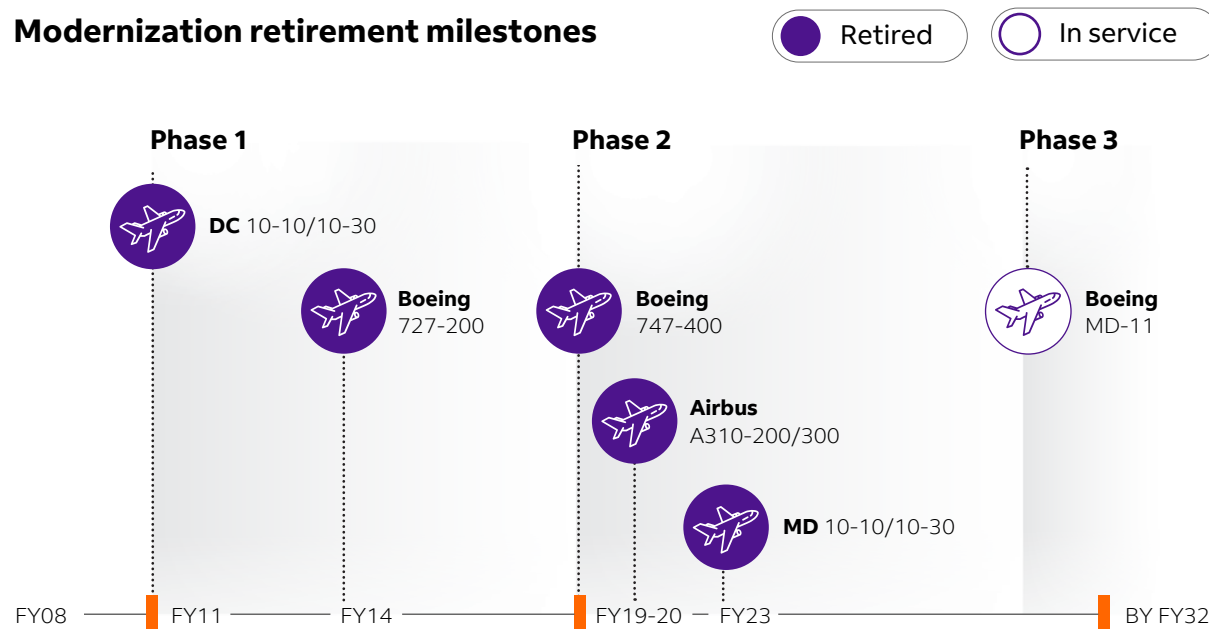 Modernization retirement milestones
Retired
In service
Phase 1
Phase 2
Phase 3
DC 10-10/10-30
Boeing
727-200
Boeing
747-400
Boeing
MD-11
Airbus
A310-200/300
MD 10-10/10-30
FY08
FY11
FY14
FY19-20
FY23
BY FY32